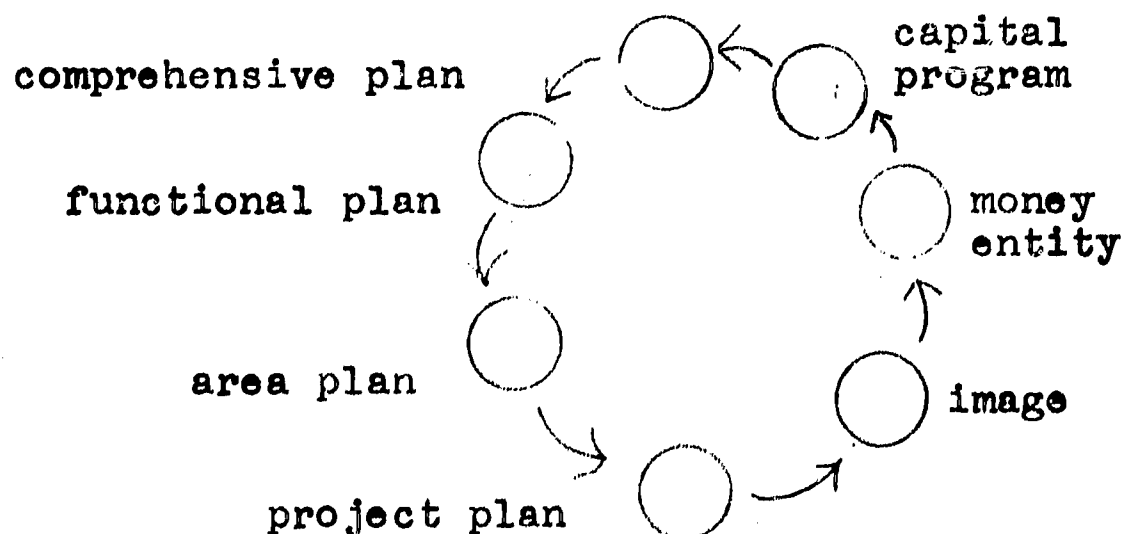 capital
program
comprehensive plan
functional plan
money
entity
area plan
image
project plan